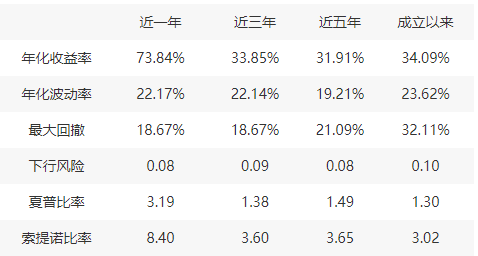 近一年 近三年 近五年 成立以来
年化收益率 73.84% 33.85% 31.91% 34.09%
年化波动率 22.17% 22.14% 19.21% 23.62%
最大回撤 18.67% 18.67% 21.09% 32.11%
下行风险 0.08 0.09 0.08 0.10
夏普比率 3.19 1.38 1.49 1.30
索提诺比率 8.40 3.60 3.65 3.02